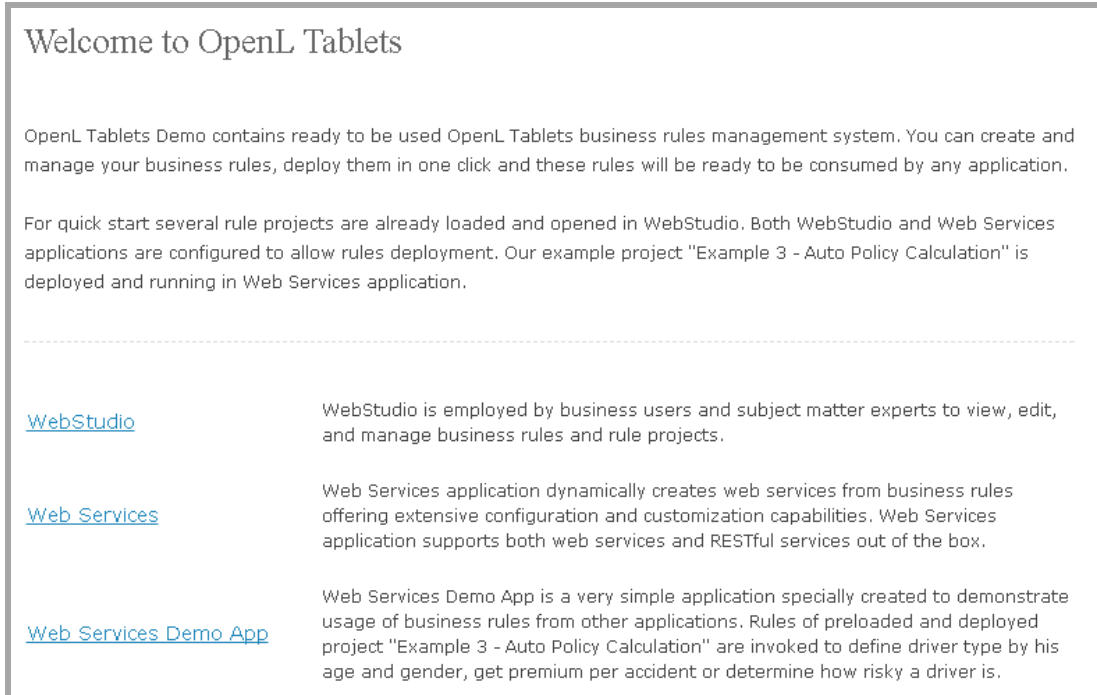 Welcome to OpenL Tablets
OpenL Tablets Demo contains ready to be used OpenL Tablets business rules management system. You can create and
manage your business rules, deploy them in one click and these rules will be ready to be consumed by any application.
For quick start several rule projects are already loaded and opened in WebStudio. Both WebStudio and Web Services
applications are configured to allow rules deployment. Our example project "Example 3 - Auto Policy Calculation" is
deployed and running in Web Services application.
WebStudio
WebStudio is employed by business users and subject matter experts to view, edit,
and manage business rules and rule projects.
Web Services
Web Services application dynamically creates web services from business rules
offering extensive configuration and customization capabilities. Web Services
application supports both web services and RESTful services out of the box.
Web Services Demo App
Web Services Demo App is a very simple application specially created to demonstrate
usage of business rules from other applications. Rules of preloaded and deployed
project "Example 3 - Auto Policy Calculation" are invoked to define driver type by his
age and gender, get premium per accident or determine how risky a driver is.